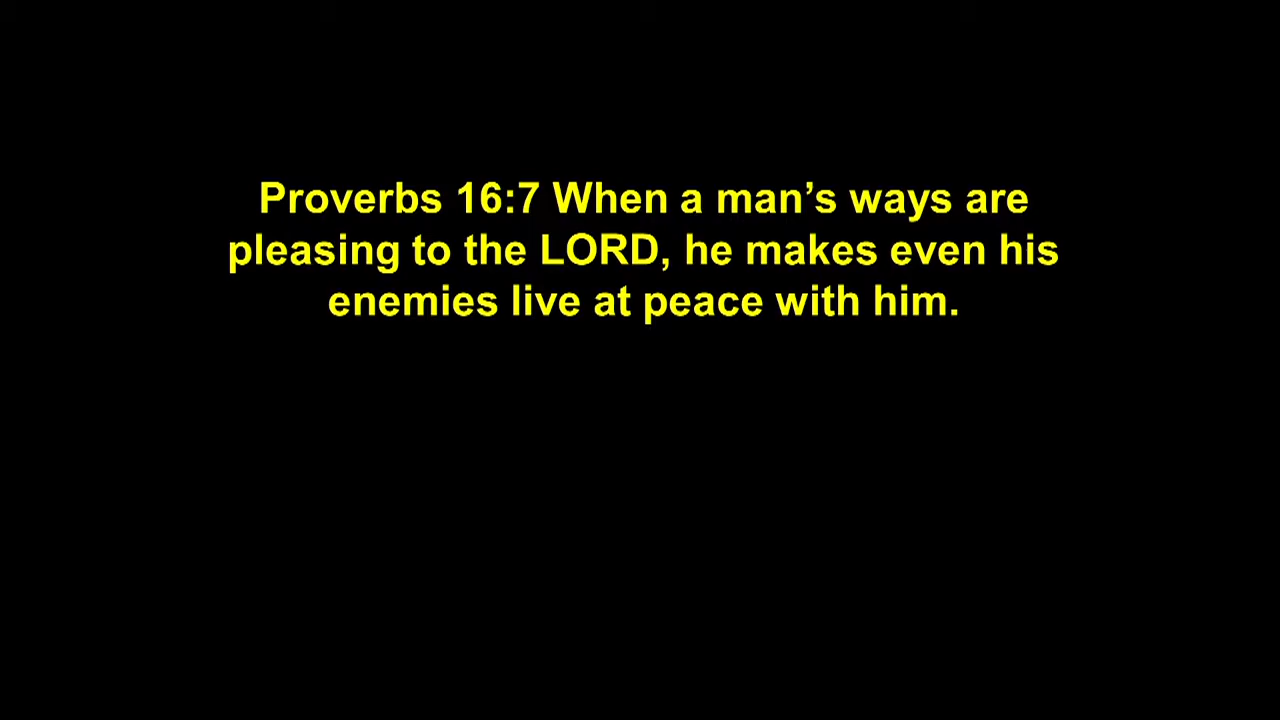 Proverbs 16:7 When a man’s ways are
pleasing to the LORD, he makes even his
enemies live at peace with him.